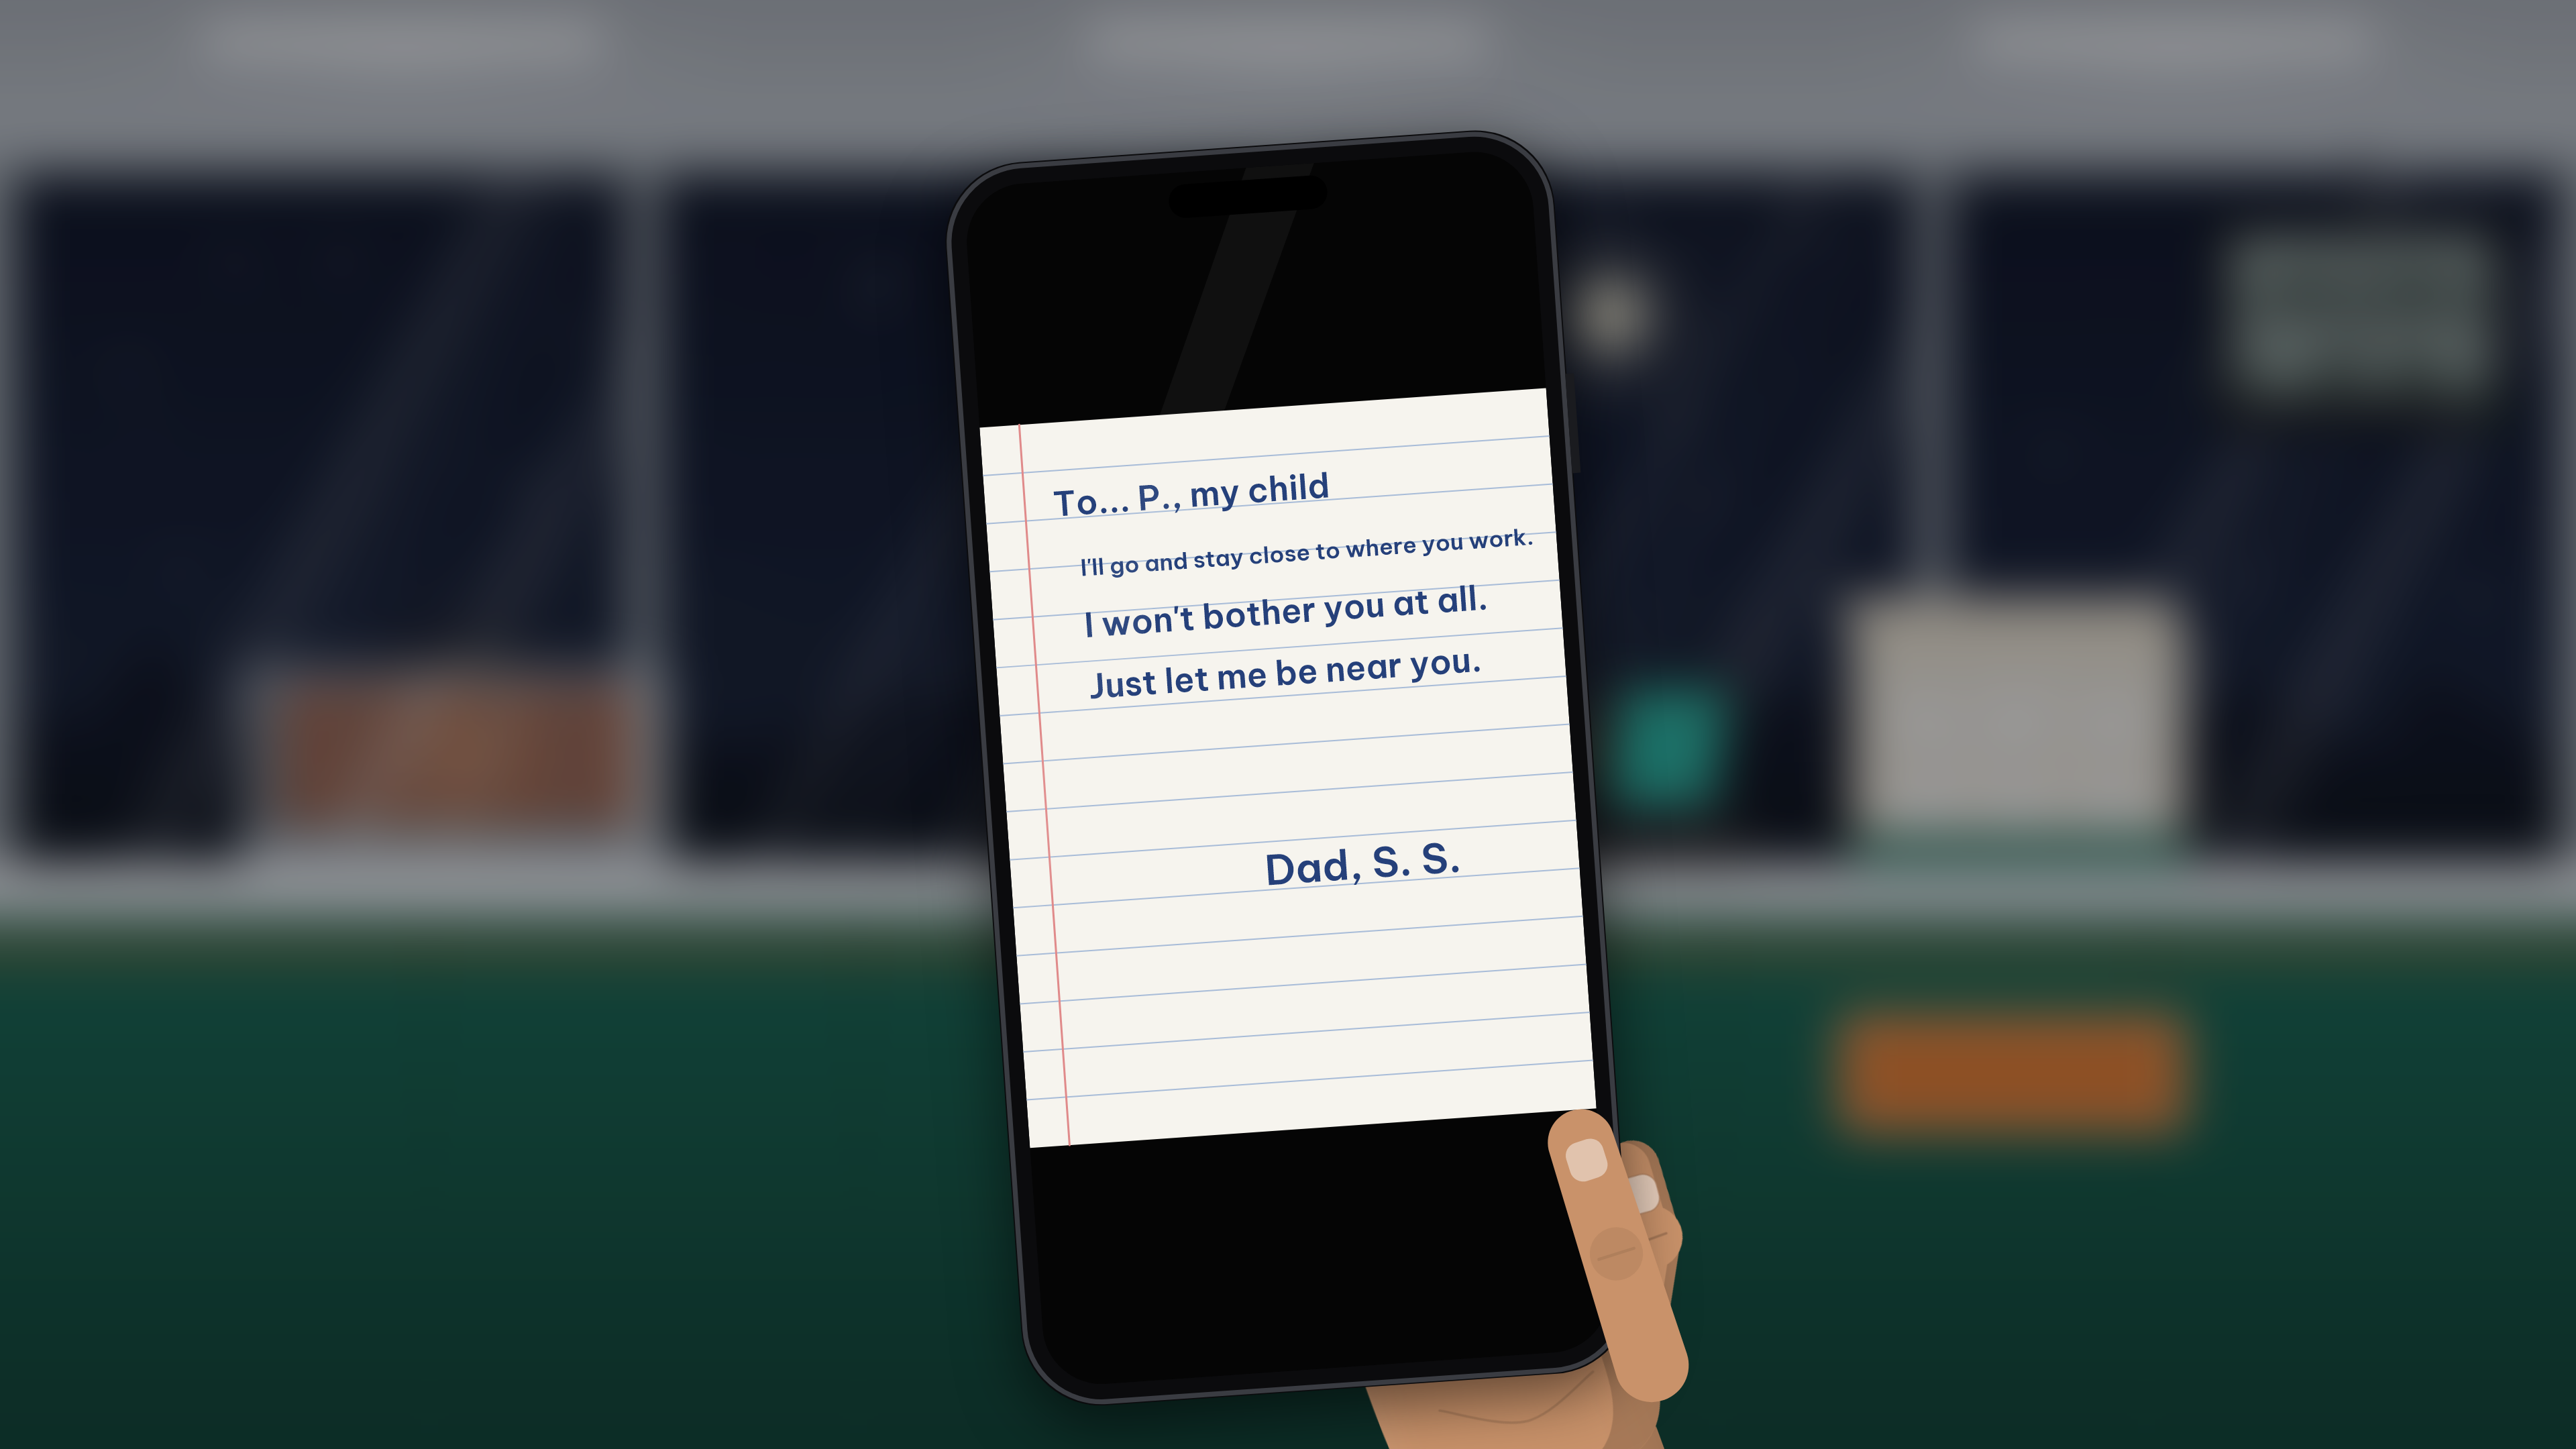 To... P., my child
I'll go and stay close to where you work.
I won't bother you at all.
Just let me be near you.
Dad, S. S.